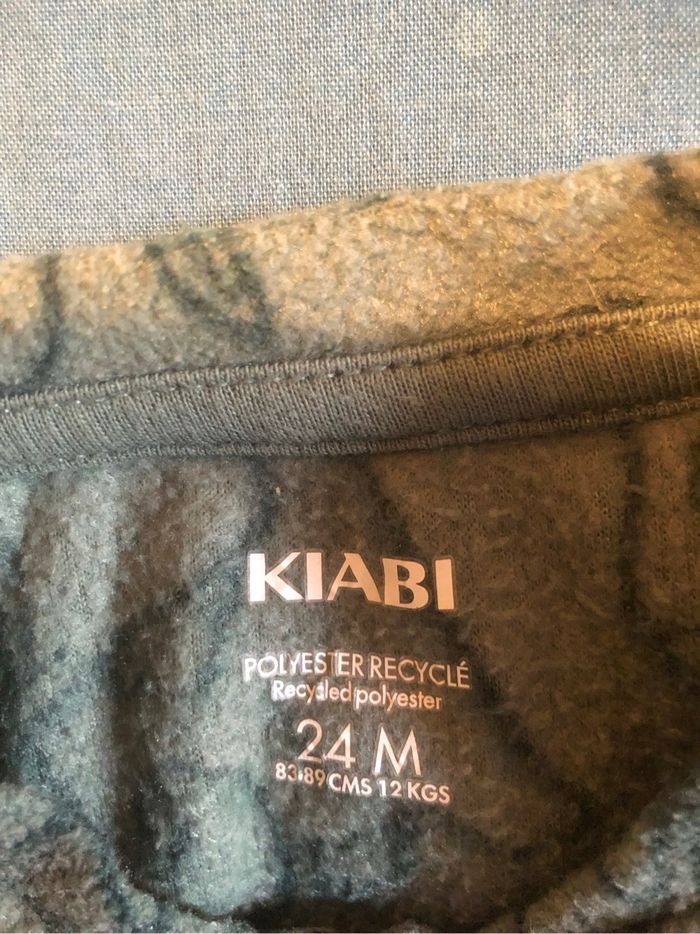 KIABI
POLYESTER RECYCLÉ
Recycled polyester
24 M
83-89 CMS 12 KGS